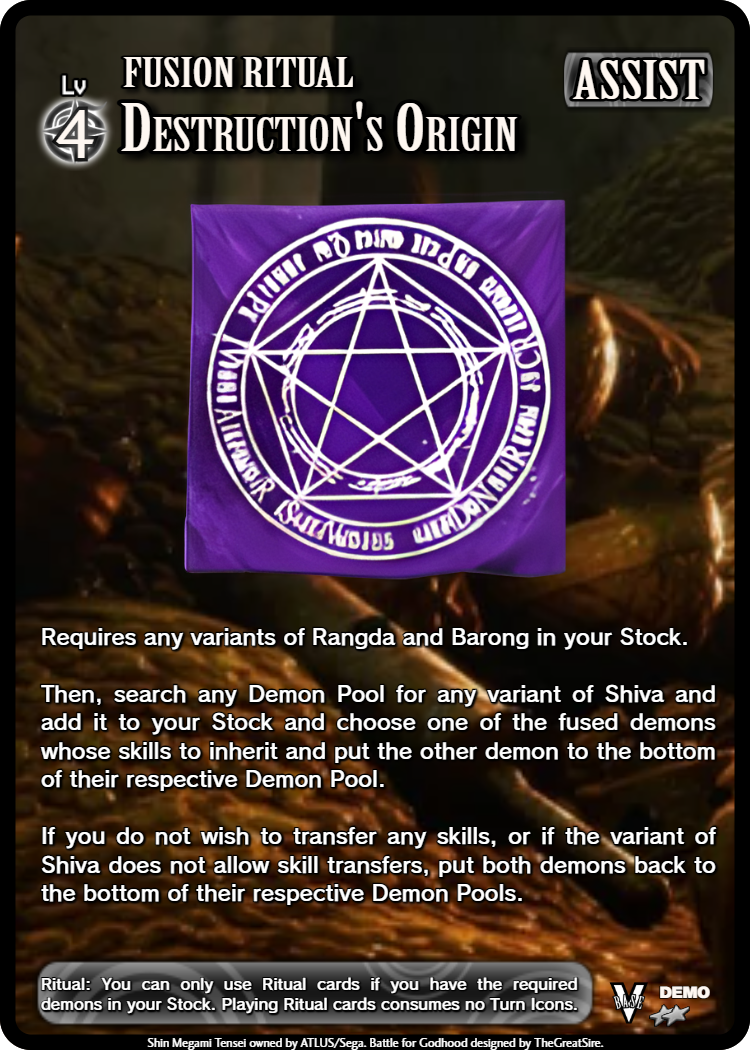 FUSION RITUAL
Lv
4
DESTRUCTION'S ORIGIN
ASSIST
Requires any variants of Rangda and Barong in your Stock.
Then, search any Demon Pool for any variant of Shiva and
add it to your Stock and choose one of the fused demons
whose skills to inherit and put the other demon to the bottom
of their respective Demon Pool.
If you do not wish to transfer any skills, or if the variant of
Shiva does not allow skill transfers, put both demons back to
the bottom of their respective Demon Pools.
Ritual: You can only use Ritual cards if you have the required
demons in your Stock. Playing Ritual cards consumes no Turn Icons.
V
BASE
DEMO
Shin Megami Tensei owned by ATLUS/Sega. Battle for Godhood designed by TheGreatSire.